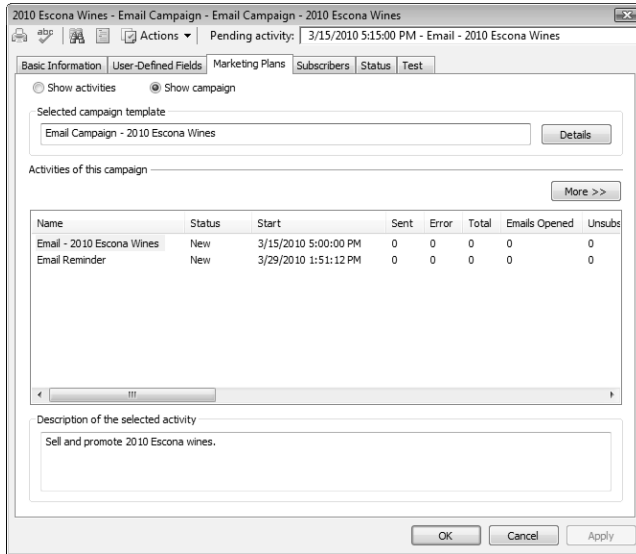 2010 Escona Wines - Email Campaign - Email Campaign - 2010 Escona Wines
abc Actions Pending activity: 3/15/2010 5:15:00 PM - Email - 2010 Escona Wines
Basic Information User-Defined Fields Marketing Plans Subscribers Status Test
Show activities Show campaign
Selected campaign template
Email Campaign - 2010 Escona Wines Details
Activities of this campaign
More >>
Name Status Start Sent Error Total Emails Opened Unsubs
Email - 2010 Escona Wines New 3/15/2010 5:00:00 PM 0 0 0 0 0
Email Reminder New 3/29/2010 1:51:12 PM 0 0 0 0 0
Description of the selected activity
Sell and promote 2010 Escona wines.
OK Cancel Apply